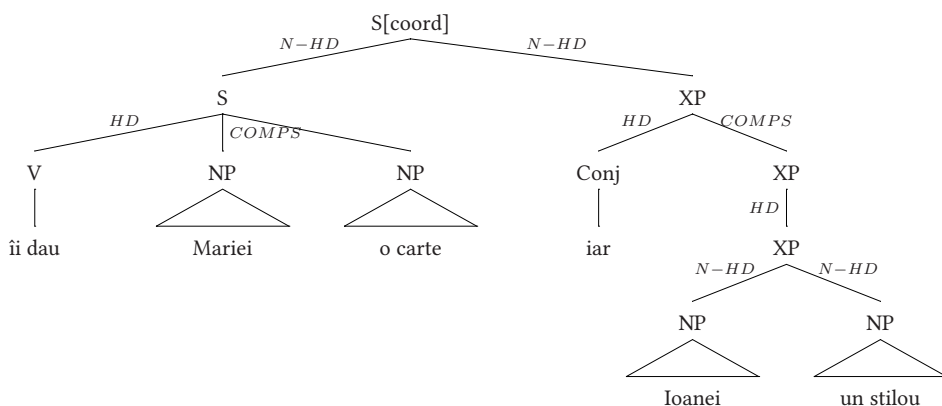 S[coord]
N−HD N−HD
S XP
HD COMPS HD COMPS
V NP NP Conj XP
HD
îi dau Mariei o carte iar XP
N−HD N−HD
NP NP
Ioanei un stilou